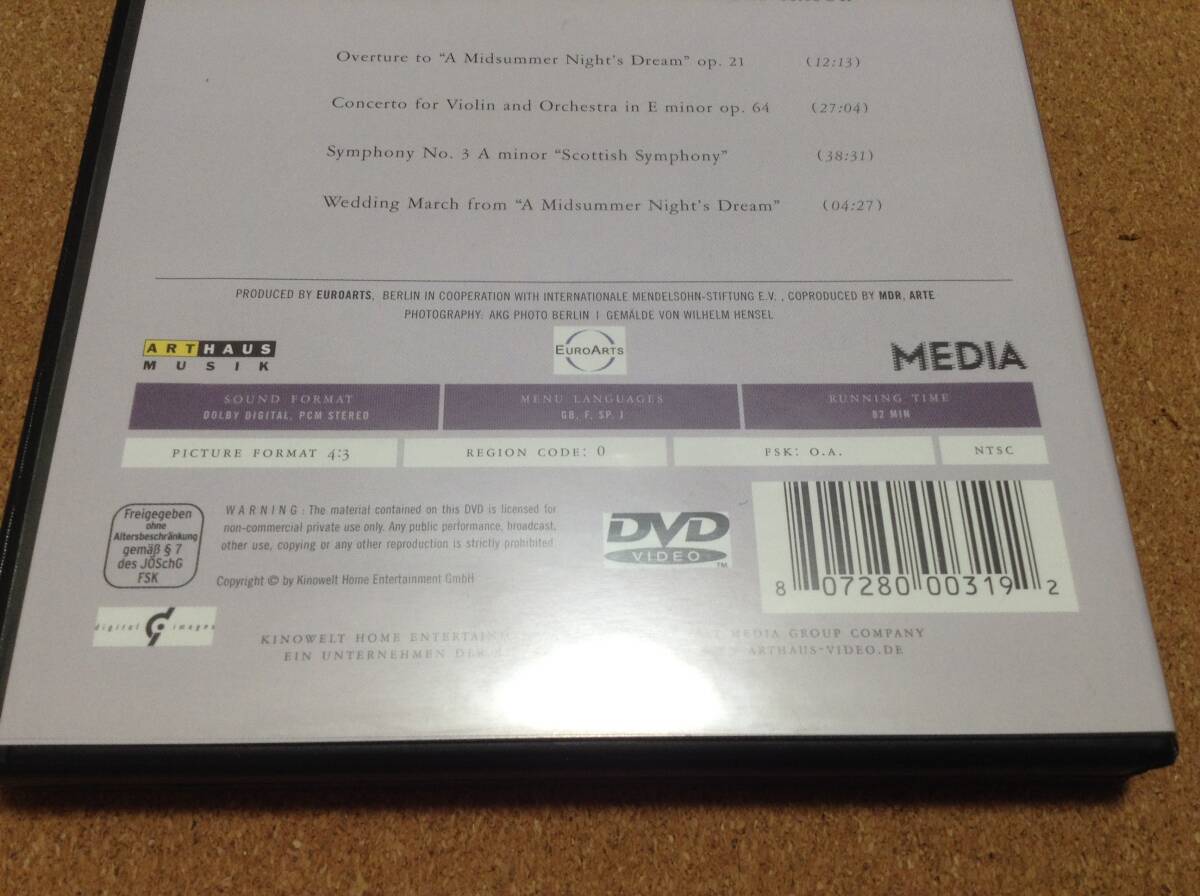 Overture to “A Midsummer Night's Dream” op. 21 (12:13)
Concerto for Violin and Orchestra in E minor op. 64 (27:04)
Symphony No. 3 A minor “Scottish Symphony” (38:31)
Wedding March from “A Midsummer Night's Dream” (04:27)
PRODUCED BY EUROARTS, BERLIN IN COOPERATION WITH INTERNATIONALE MENDELSOHN-STIFTUNG E.V. , COPRODUCED BY MDR, ARTE
PHOTOGRAPHY: AKG PHOTO BERLIN | GEMÄLDE VON WILHELM HENSEL
ARTHAUS
MUSIK
EUROARTS
MEDIA
SOUND FORMAT
DOLBY DIGITAL, PCM STEREO
MENU LANGUAGES
GB, F, SP, J
RUNNING TIME
82 MIN
PICTURE FORMAT 4:3
REGION CODE: 0
FSK: O.A.
NTSC
Freigegeben
ohne
Altersbeschränkung
gemäß § 7
des JÖSchG
FSK
WARNING : The material contained on this DVD is licensed for
non-commercial private use only. Any public performance, broadcast,
other use, copying or any other reproduction is strictly prohibited.
Copyright © by Kinowelt Home Entertainment GmbH
DVD
VIDEO
TM
8 07280 00319 2
digital images
KINOWELT HOME MEDIA GROUP COMPANY
EIN UNTERNEHMEN DER ARTHAUS-VIDEO.DE